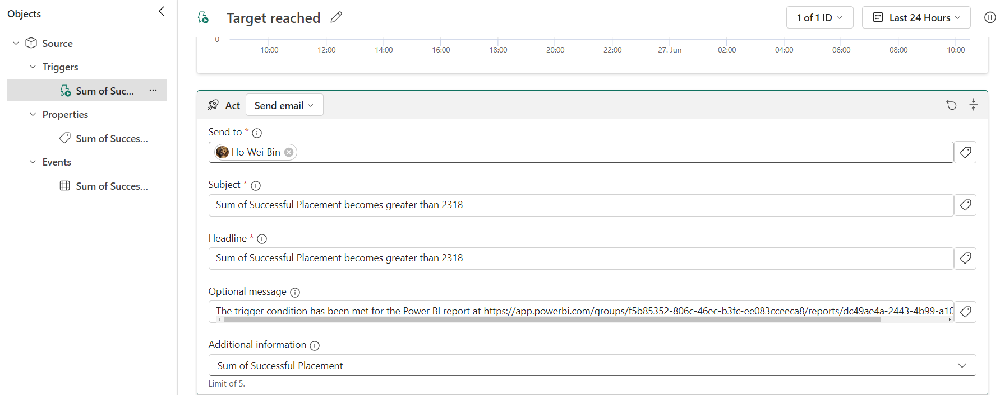 Objects
Source
Triggers
Sum of Suc...
Properties
Sum of Succes...
Events
Sum of Succes...
Target reached
1 of 1 ID
Last 24 Hours
0
10:00 12:00 14:00 16:00 18:00 20:00 22:00 27. Jun 02:00 04:00 06:00 08:00 10:00
Act Send email
Send to *
Ho Wei Bin
Subject *
Sum of Successful Placement becomes greater than 2318
Headline *
Sum of Successful Placement becomes greater than 2318
Optional message
The trigger condition has been met for the Power BI report at https://app.powerbi.com/groups/f5b85352-806c-46ec-b3fc-ee083cceeca8/reports/dc49ae4a-2443-4b99-a10
Additional information
Sum of Successful Placement
Limit of 5.